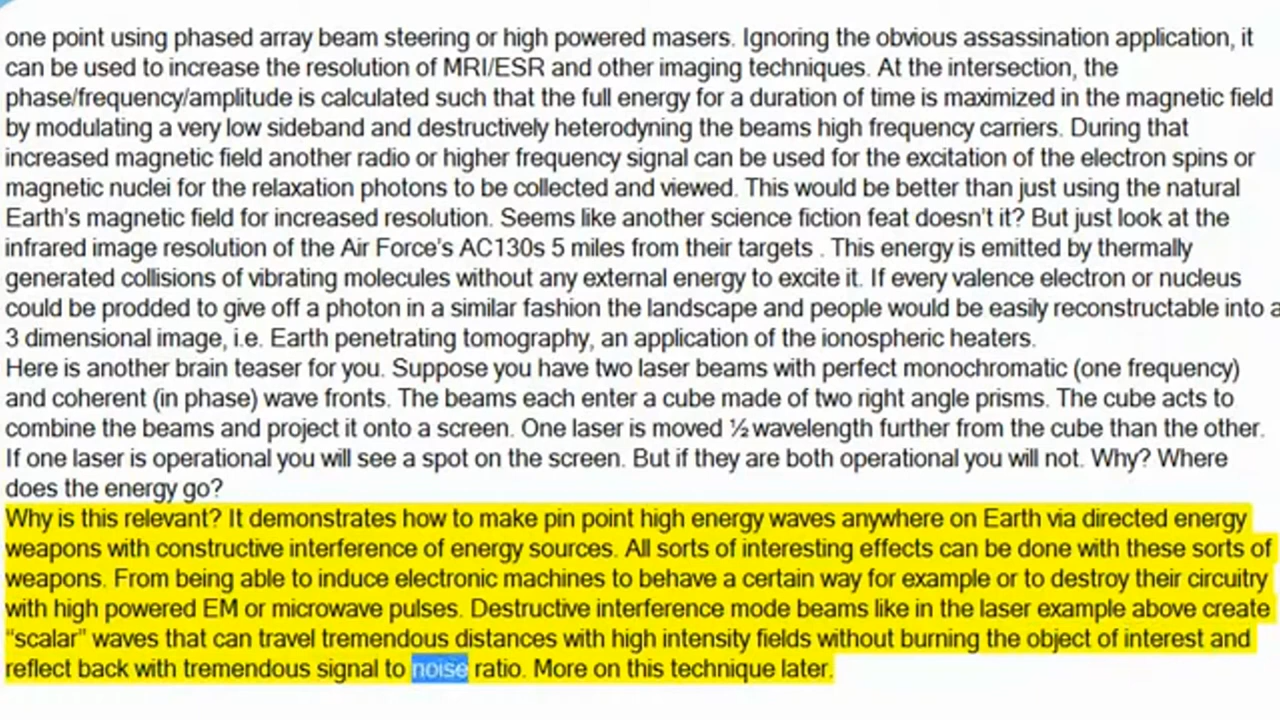 one point using phased array beam steering or high powered masers. Ignoring the obvious assassination application, it
can be used to increase the resolution of MRI/ESR and other imaging techniques. At the intersection, the
phase/frequency/amplitude is calculated such that the full energy for a duration of time is maximized in the magnetic field
by modulating a very low sideband and destructively heterodyning the beams high frequency carriers. During that
increased magnetic field another radio or higher frequency signal can be used for the excitation of the electron spins or
magnetic nuclei for the relaxation photons to be collected and viewed. This would be better than just using the natural
Earth's magnetic field for increased resolution. Seems like another science fiction feat doesn't it? But just look at the
infrared image resolution of the Air Force's AC130s 5 miles from their targets . This energy is emitted by thermally
generated collisions of vibrating molecules without any external energy to excite it. If every valence electron or nucleus
could be prodded to give off a photon in a similar fashion the landscape and people would be easily reconstructable into a
3 dimensional image, i.e. Earth penetrating tomography, an application of the ionospheric heaters.
Here is another brain teaser for you. Suppose you have two laser beams with perfect monochromatic (one frequency)
and coherent (in phase) wave fronts. The beams each enter a cube made of two right angle prisms. The cube acts to
combine the beams and project it onto a screen. One laser is moved ½ wavelength further from the cube than the other.
If one laser is operational you will see a spot on the screen. But if they are both operational you will not. Why? Where
does the energy go?
Why is this relevant? It demonstrates how to make pin point high energy waves anywhere on Earth via directed energy
weapons with constructive interference of energy sources. All sorts of interesting effects can be done with these sorts of
weapons. From being able to induce electronic machines to behave a certain way for example or to destroy their circuitry
with high powered EM or microwave pulses. Destructive interference mode beams like in the laser example above create
“scalar” waves that can travel tremendous distances with high intensity fields without burning the object of interest and
reflect back with tremendous signal to noise ratio. More on this technique later.